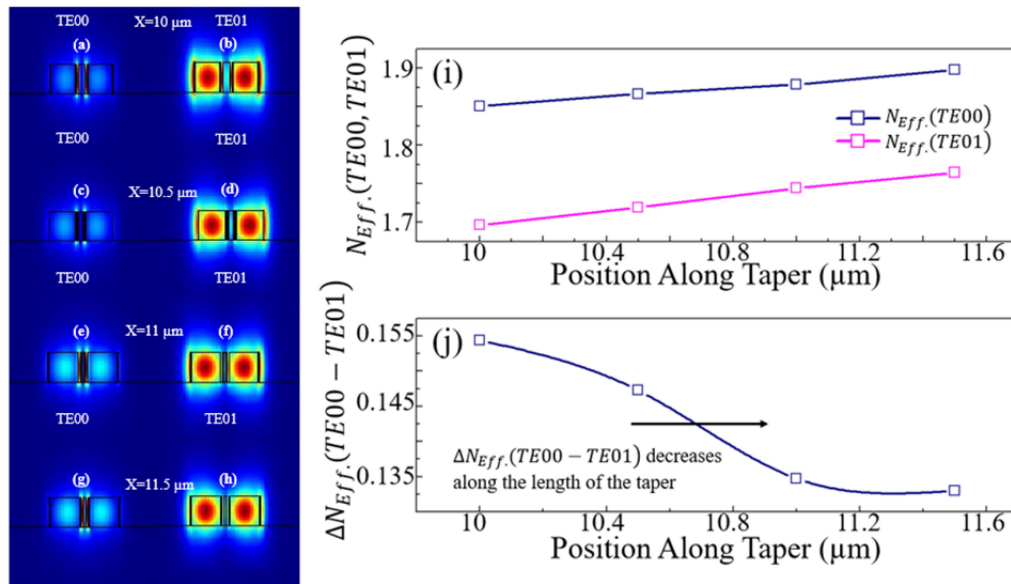 TE00 X=10 µm TE01
(a) (b)
TE00 TE01
X=10.5 µm
(c) (d)
TE00 TE01
X=11 µm
(e) (f)
TE00 TE01
(g) X=11.5 µm (h)
(i)
N_Eff.(TE00, TE01)
1.9
1.8
1.7
N_Eff.(TE00)
N_Eff.(TE01)
10 10.4 10.8 11.2 11.6
Position Along Taper (µm)
(j)
ΔN_Eff.(TE00 − TE01)
0.155
0.145
0.135
ΔN_Eff.(TE00 − TE01) decreases
along the length of the taper
10 10.4 10.8 11.2 11.6
Position Along Taper (µm)